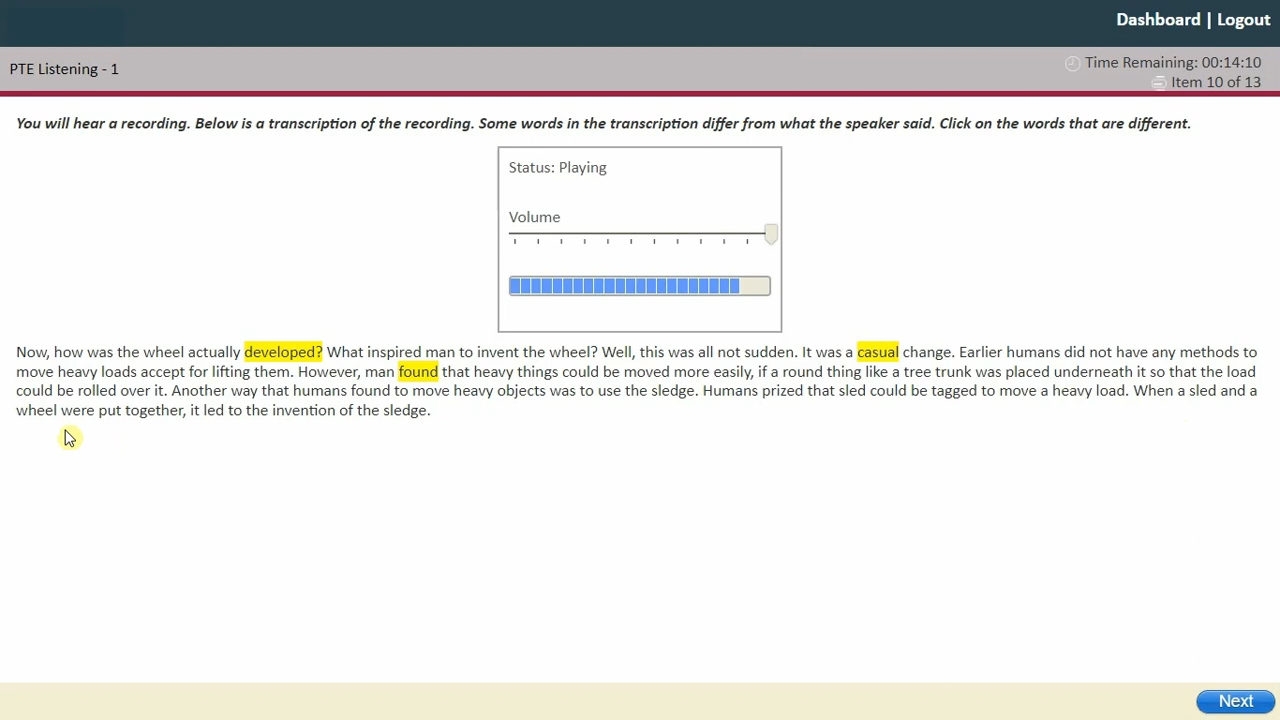 Dashboard | Logout
PTE Listening - 1
Time Remaining: 00:14:10
Item 10 of 13
You will hear a recording. Below is a transcription of the recording. Some words in the transcription differ from what the speaker said. Click on the words that are different.
Status: Playing
Volume
Now, how was the wheel actually developed? What inspired man to invent the wheel? Well, this was all not sudden. It was a casual change. Earlier humans did not have any methods to
move heavy loads accept for lifting them. However, man found that heavy things could be moved more easily, if a round thing like a tree trunk was placed underneath it so that the load
could be rolled over it. Another way that humans found to move heavy objects was to use the sledge. Humans prized that sled could be tagged to move a heavy load. When a sled and a
wheel were put together, it led to the invention of the sledge.
Next